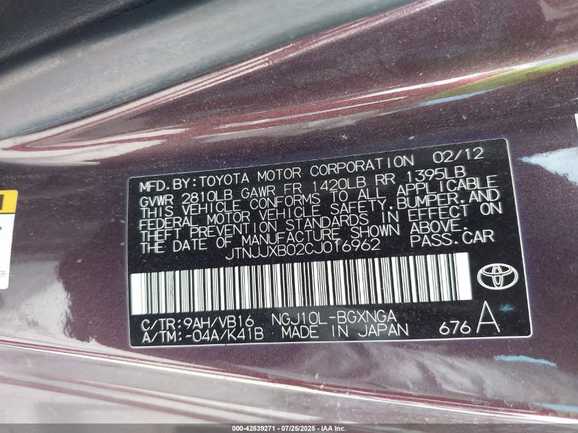 MFD. BY: TOYOTA MOTOR CORPORATION 02/12
GVWR 2810LB GAWR FR 1420LB RR 1395LB
THIS VEHICLE CONFORMS TO ALL APPLICABLE
FEDERAL MOTOR VEHICLE SAFETY, BUMPER, AND
THEFT PREVENTION STANDARDS IN EFFECT ON
THE DATE OF MANUFACTURE SHOWN ABOVE.
JTNJJXB02CJ016962 PASS.CAR
C/TR: 9AH/VB16 NGJ10L-BGXNGA
A/TM: -04A/K41B MADE IN JAPAN 676 A
000-42539271 - 07/25/2025 - IAA Inc.